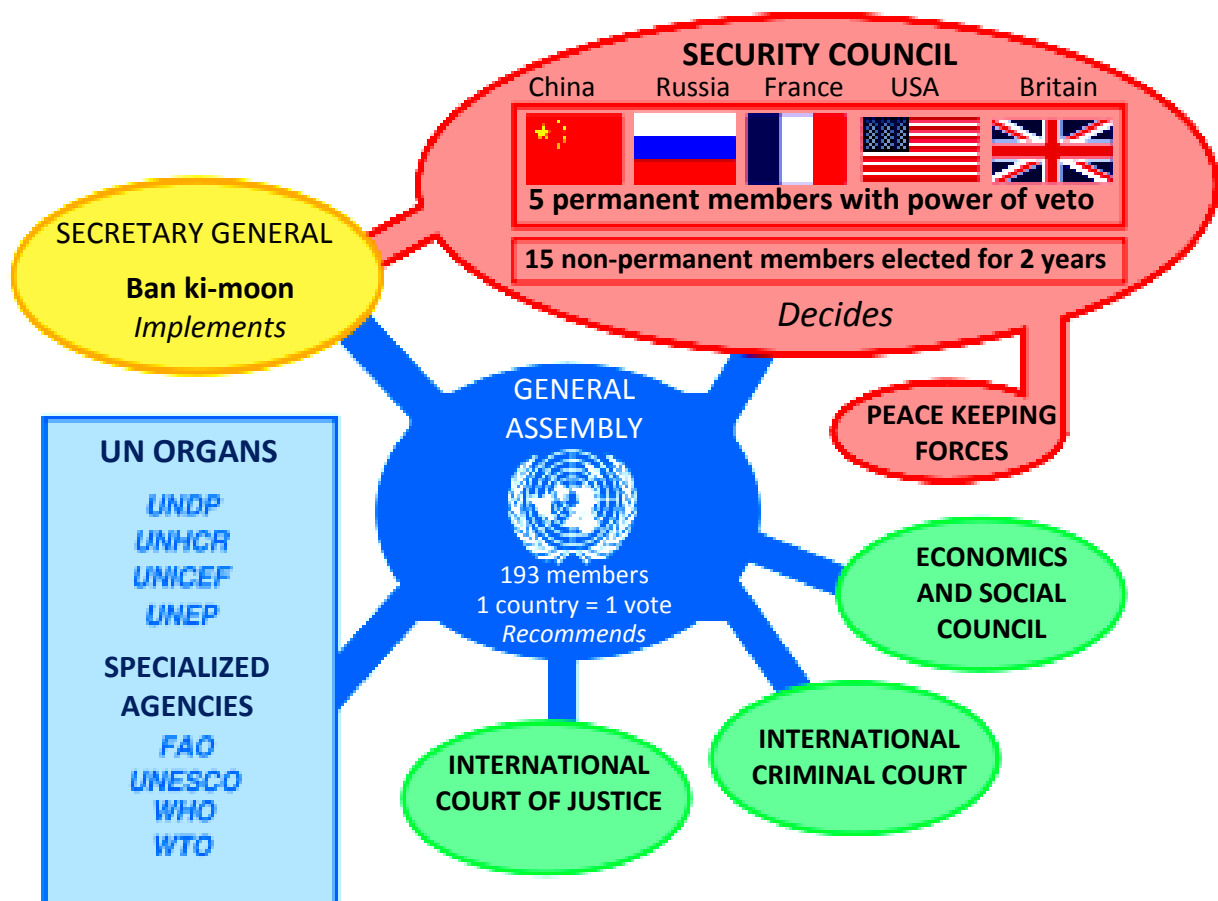 SECURITY COUNCIL
China Russia France USA Britain
5 permanent members with power of veto
15 non-permanent members elected for 2 years
Decides
SECRETARY GENERAL
Ban ki-moon
Implements
GENERAL
ASSEMBLY
193 members
1 country = 1 vote
Recommends
PEACE KEEPING
FORCES
UN ORGANS
UNDP
UNHCR
UNICEF
UNEP
SPECIALIZED
AGENCIES
FAO
UNESCO
WHO
WTO
ECONOMICS
AND SOCIAL
COUNCIL
INTERNATIONAL
CRIMINAL COURT
INTERNATIONAL
COURT OF JUSTICE